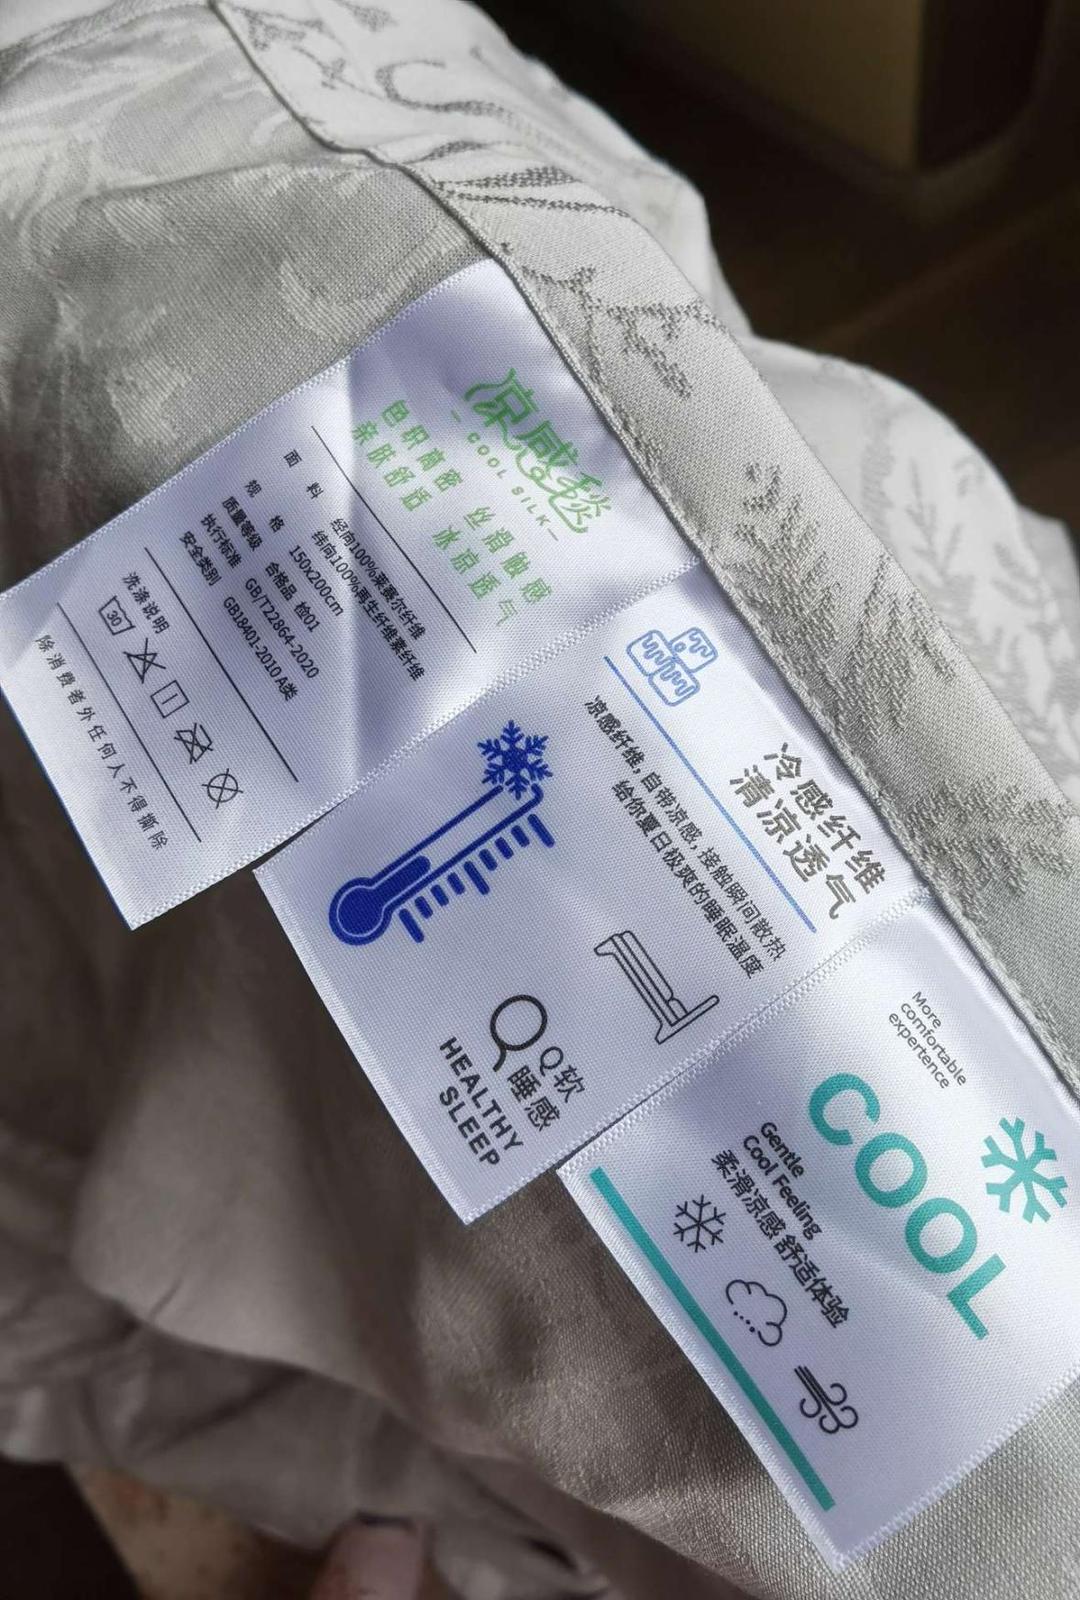 凉感毯
— COOL SILK —
色织高密 丝滑触感
亲肤舒适 冰凉透气
面料 经向100%莱赛尔纤维
纬向100%再生纤维素纤维
规格 150x200cm
质量等级 合格品 检01
执行标准 GB/T22864-2020
安全类别 GB18401-2010 A类
洗涤说明
30
除消费者外任何人不得撕除
冷感纤维
清凉透气
凉感纤维,自带凉感,接触瞬间散热
给你夏日极爽的睡眠温度
Q Q软
睡感
HEALTHY
SLEEP
More
comfortable
expertence
COOL
Gentle
Cool Feeling
柔滑凉感 舒适体验